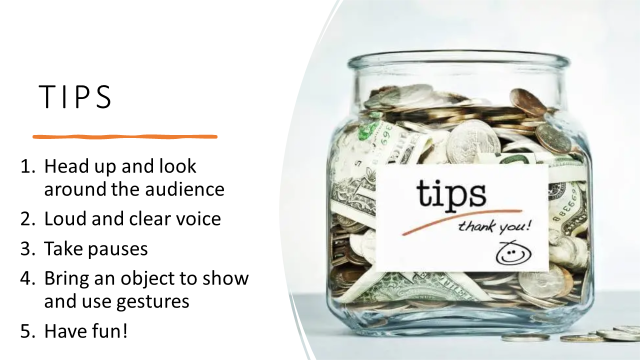 TIPS
1. Head up and look
around the audience
2. Loud and clear voice
3. Take pauses
4. Bring an object to show
and use gestures
5. Have fun!
tips
thank you!